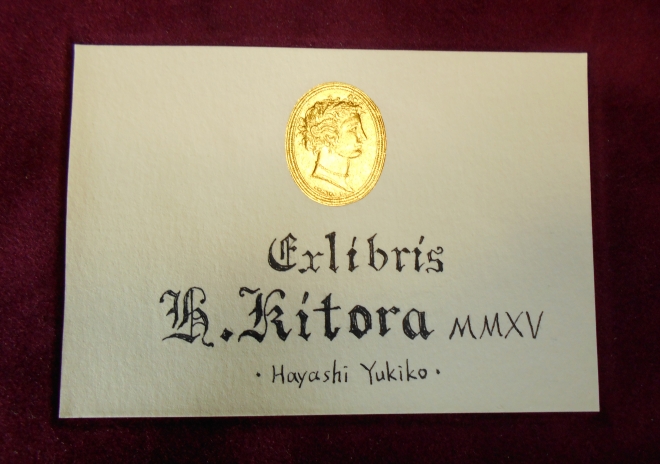 Exlibris
H. Kitora MMXV
· Hayashi Yukiko ·